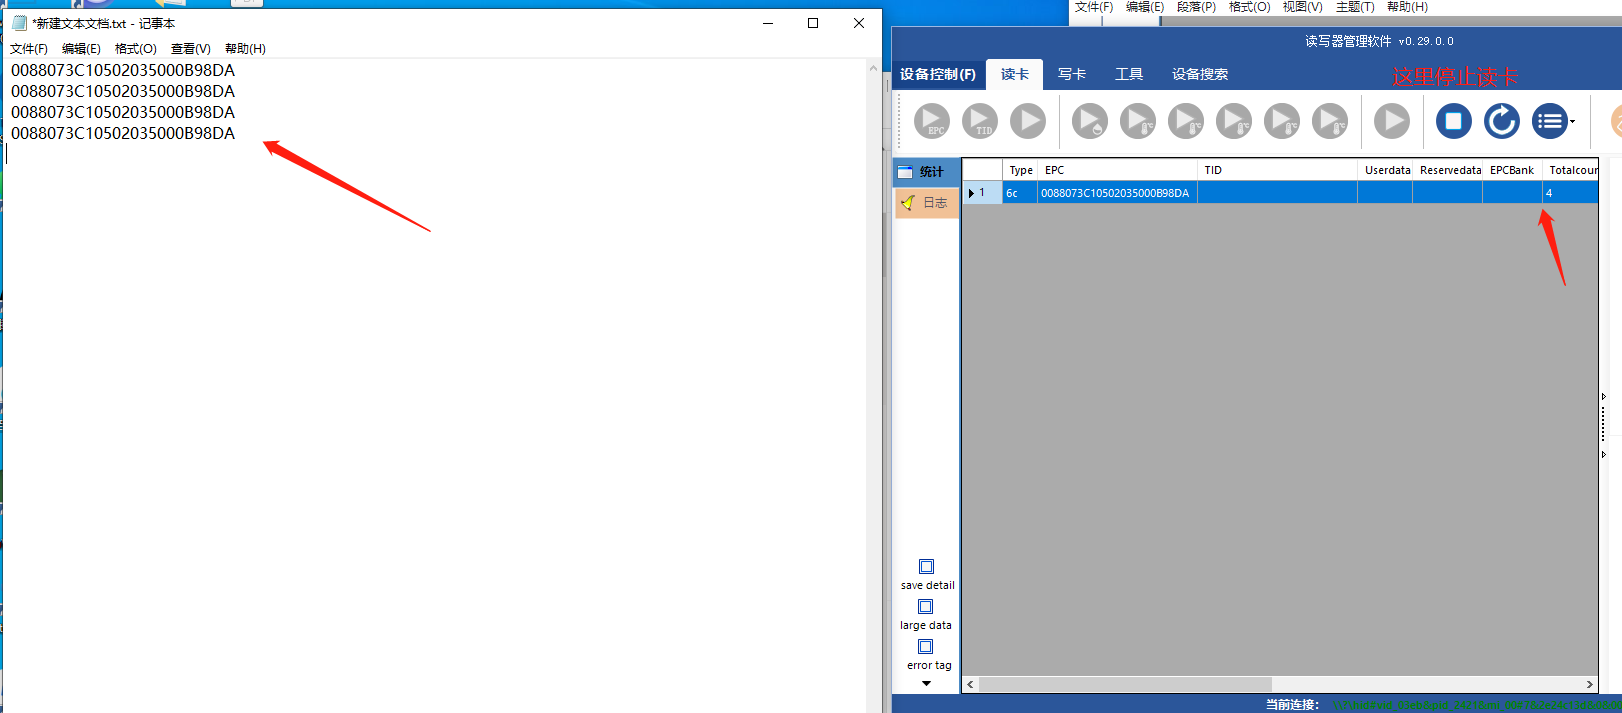 *新建文本文档.txt - 记事本
文件(F) 编辑(E) 格式(O) 查看(V) 帮助(H)
0088073C10502035000B98DA
0088073C10502035000B98DA
0088073C10502035000B98DA
0088073C10502035000B98DA
文件(F) 编辑(E) 段落(P) 格式(O) 视图(V) 主题(T) 帮助(H)
读写器管理软件 v0.29.0.0
设备控制(F) 读卡 写卡 工具 设备搜索
这里停止读卡
EPC TID
统计
日志
Type EPC TID Userdata Reservedata EPCBank Totalcour
1 6c 0088073C10502035000B98DA 4
save detail
large data
error tag
当前连接: